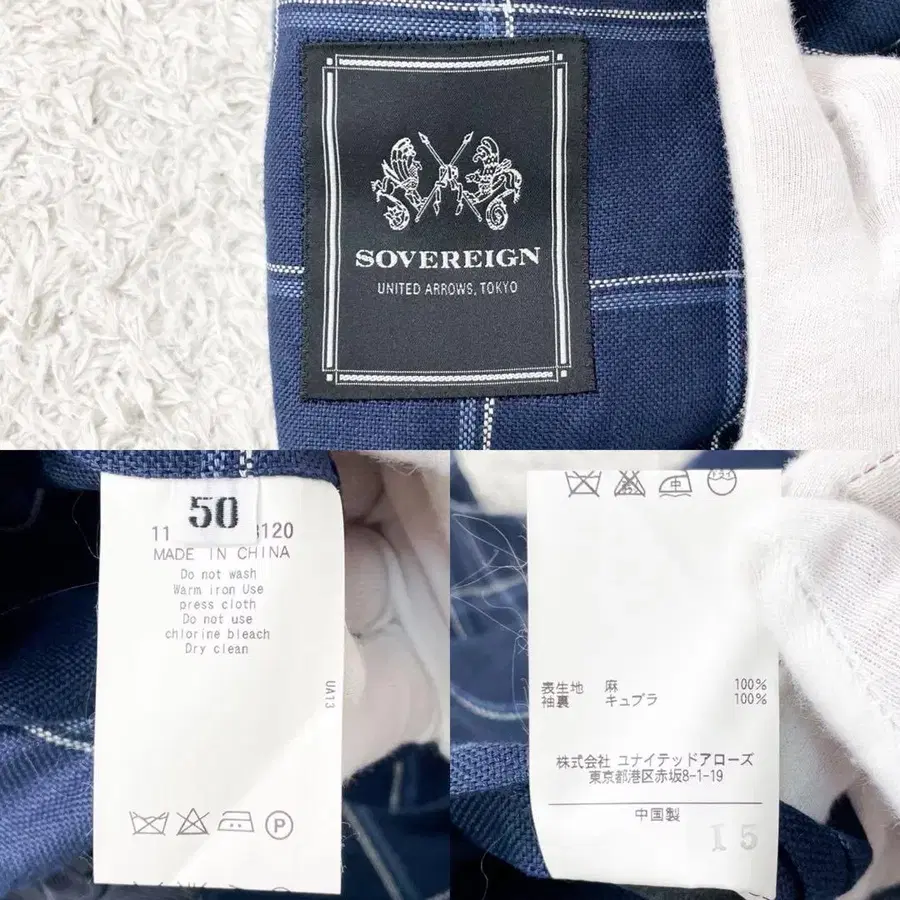 SOVEREIGN
UNITED ARROWS, TOKYO
50
11 120
MADE IN CHINA
Do not wash
Warm iron Use
press cloth
Do not use
chlorine bleach
Dry clean
UA13
P
中
表生地 麻 100%
袖裏 キュプラ 100%
株式会社 ユナイテッドアローズ
東京都港区赤坂8-1-19
中国製
15